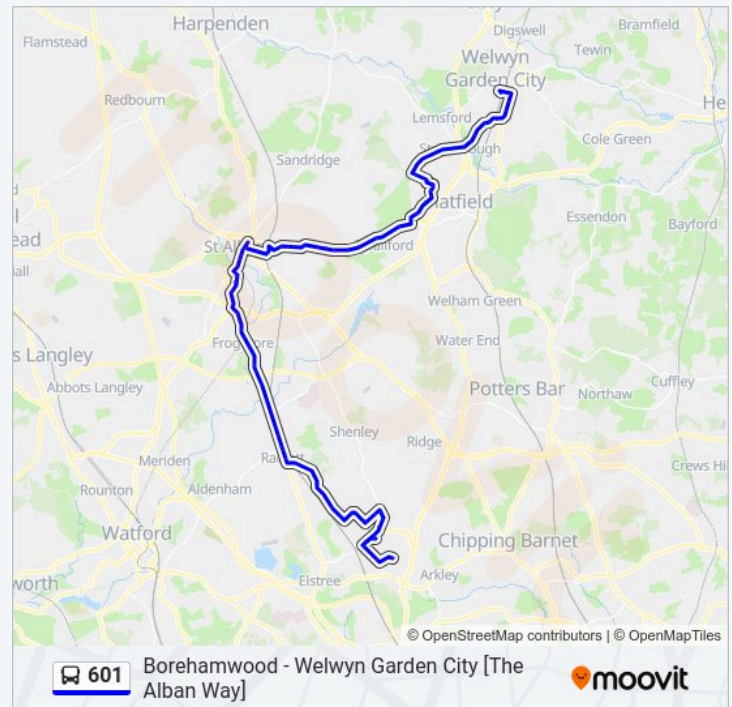 Harpenden
Digswell
Bramfield
Flamstead
Welwyn
Garden City
Tewin
Redbourn
Lemsford
He
Cole Green
Sandridge
Hatfield
Essendon
Bayford
ead
St Al
Welham Green
s Langley
Water End
Abbots Langley
Potters Bar
Cuffley
Northaw
Shenley
Ridge
Meriden
Crews Hi
Rounton
Aldenham
Watford
Chipping Barnet
worth
Elstree
Arkley
© OpenStreetMap contributors | © OpenMapTiles
601
Borehamwood - Welwyn Garden City [The
Alban Way]
moovit